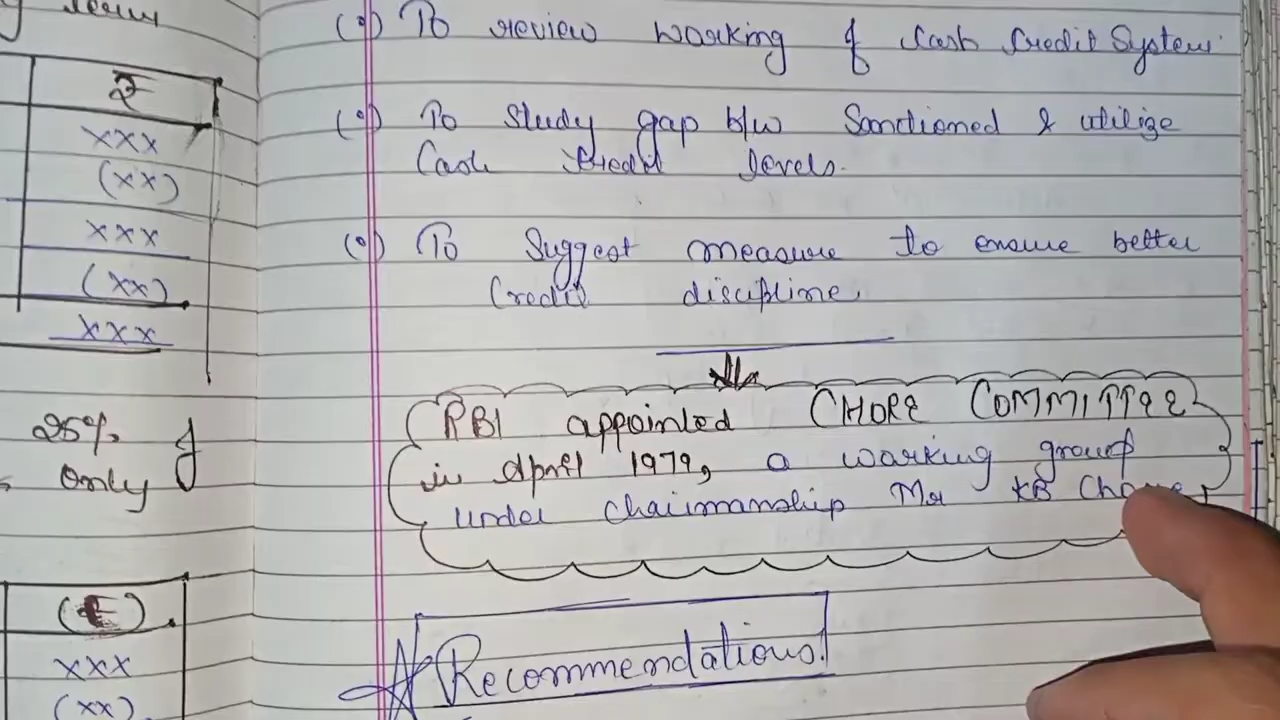 ₹
xxx
(xx)
xxx
(xx)
xxx
25% of
only
(₹)
xxx
(xx)
(•) To review working of Cash Credit System.
(•) To study gap b/w Sanctioned & utilize
Cash Credit levels.
(•) To Suggest measure to ensure better
Credit discipline.
RBI appointed CHORE COMMITTEE
in April 1979, a working group
under chairmanship Mr KB Chore
Recommendations!